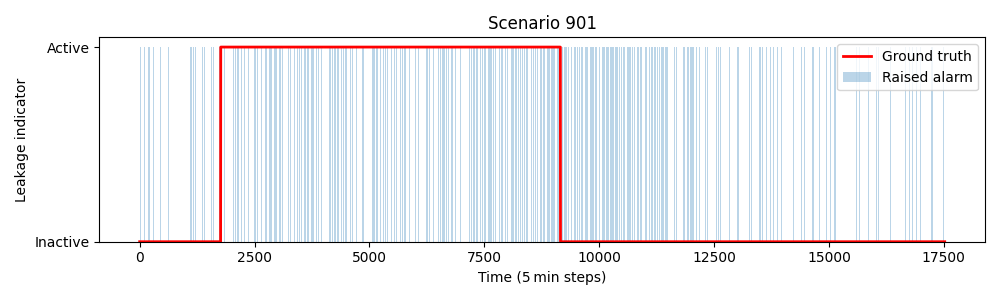 Scenario 901
Active
Inactive
Leakage indicator
Ground truth
Raised alarm
0 2500 5000 7500 10000 12500 15000 17500
Time (5 min steps)